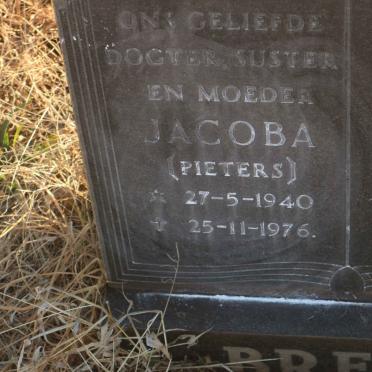 ONS GELIEFDE
DOGTER, SUSTER
EN MOEDER
JACOBA
(PIETERS)
* 27-5-1940
✝ 25-11-1976.